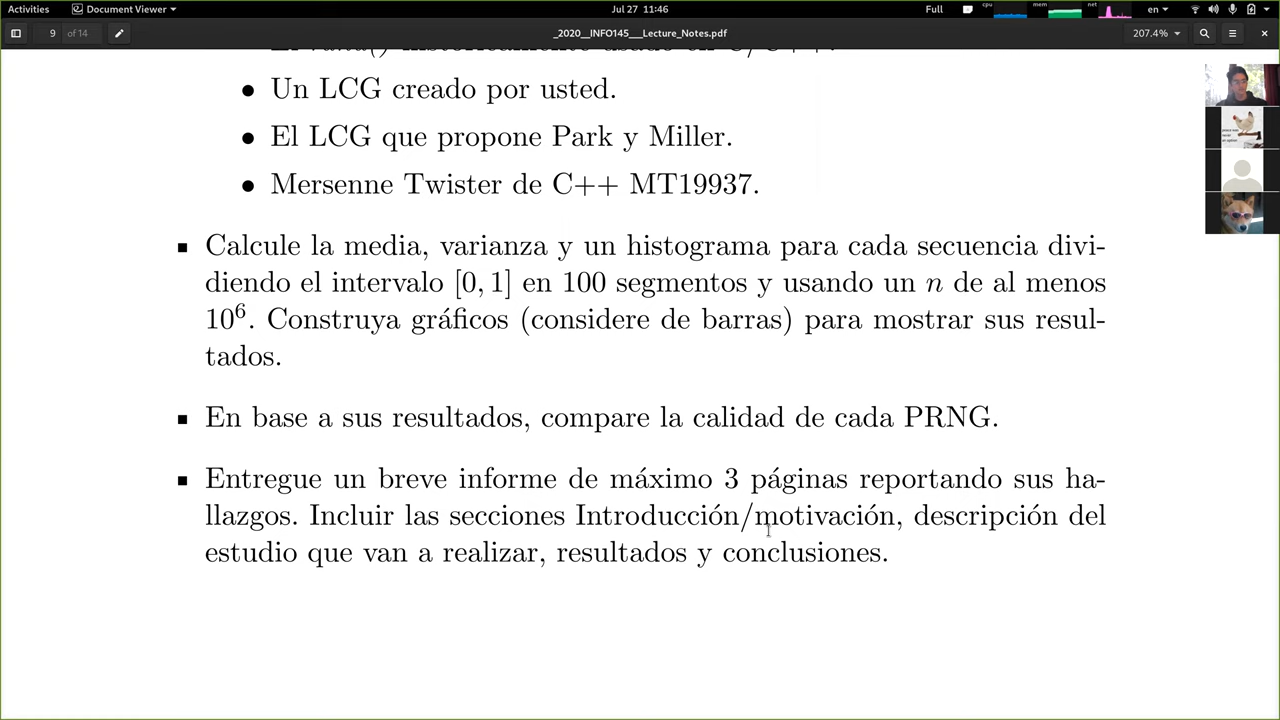 Activities
Document Viewer
Jul 27 11:46
Full
cpu
mem
net
en
9
of 14
_2020__INFO145___Lecture_Notes.pdf
207.4%
• Un LCG creado por usted.
• El LCG que propone Park y Miller.
• Mersenne Twister de C++ MT19937.
▪ Calcule la media, varianza y un histograma para cada secuencia divi-
diendo el intervalo [0, 1] en 100 segmentos y usando un n de al menos
10⁶. Construya gráficos (considere de barras) para mostrar sus resul-
tados.
▪ En base a sus resultados, compare la calidad de cada PRNG.
▪ Entregue un breve informe de máximo 3 páginas reportando sus ha-
llazgos. Incluir las secciones Introducción/motivación, descripción del
estudio que van a realizar, resultados y conclusiones.